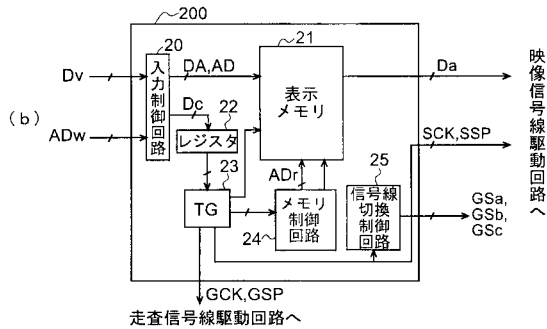 (b)
200
20
入力制御回路
Dv
ADw
DA,AD
Dc
22
レジスタ
23
TG
21
表示
メモリ
ADr
メモリ
制御
回路
24
25
信号線
切換
制御
回路
Da
SCK,SSP
GSa,
GSb,
GSc
映像信号線駆動回路へ
GCK,GSP
走査信号線駆動回路へ